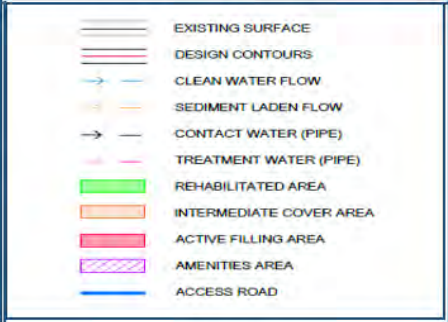 EXISTING SURFACE
DESIGN CONTOURS
CLEAN WATER FLOW
SEDIMENT LADEN FLOW
CONTACT WATER (PIPE)
TREATMENT WATER (PIPE)
REHABILITATED AREA
INTERMEDIATE COVER AREA
ACTIVE FILLING AREA
AMENITIES AREA
ACCESS ROAD